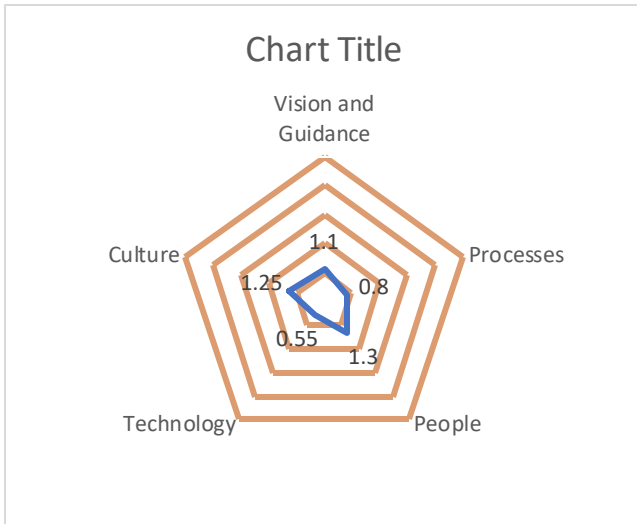 Chart Title
Vision and
Guidance
1.1
Culture
Processes
1.25
0.8
0.55
1.3
Technology
People